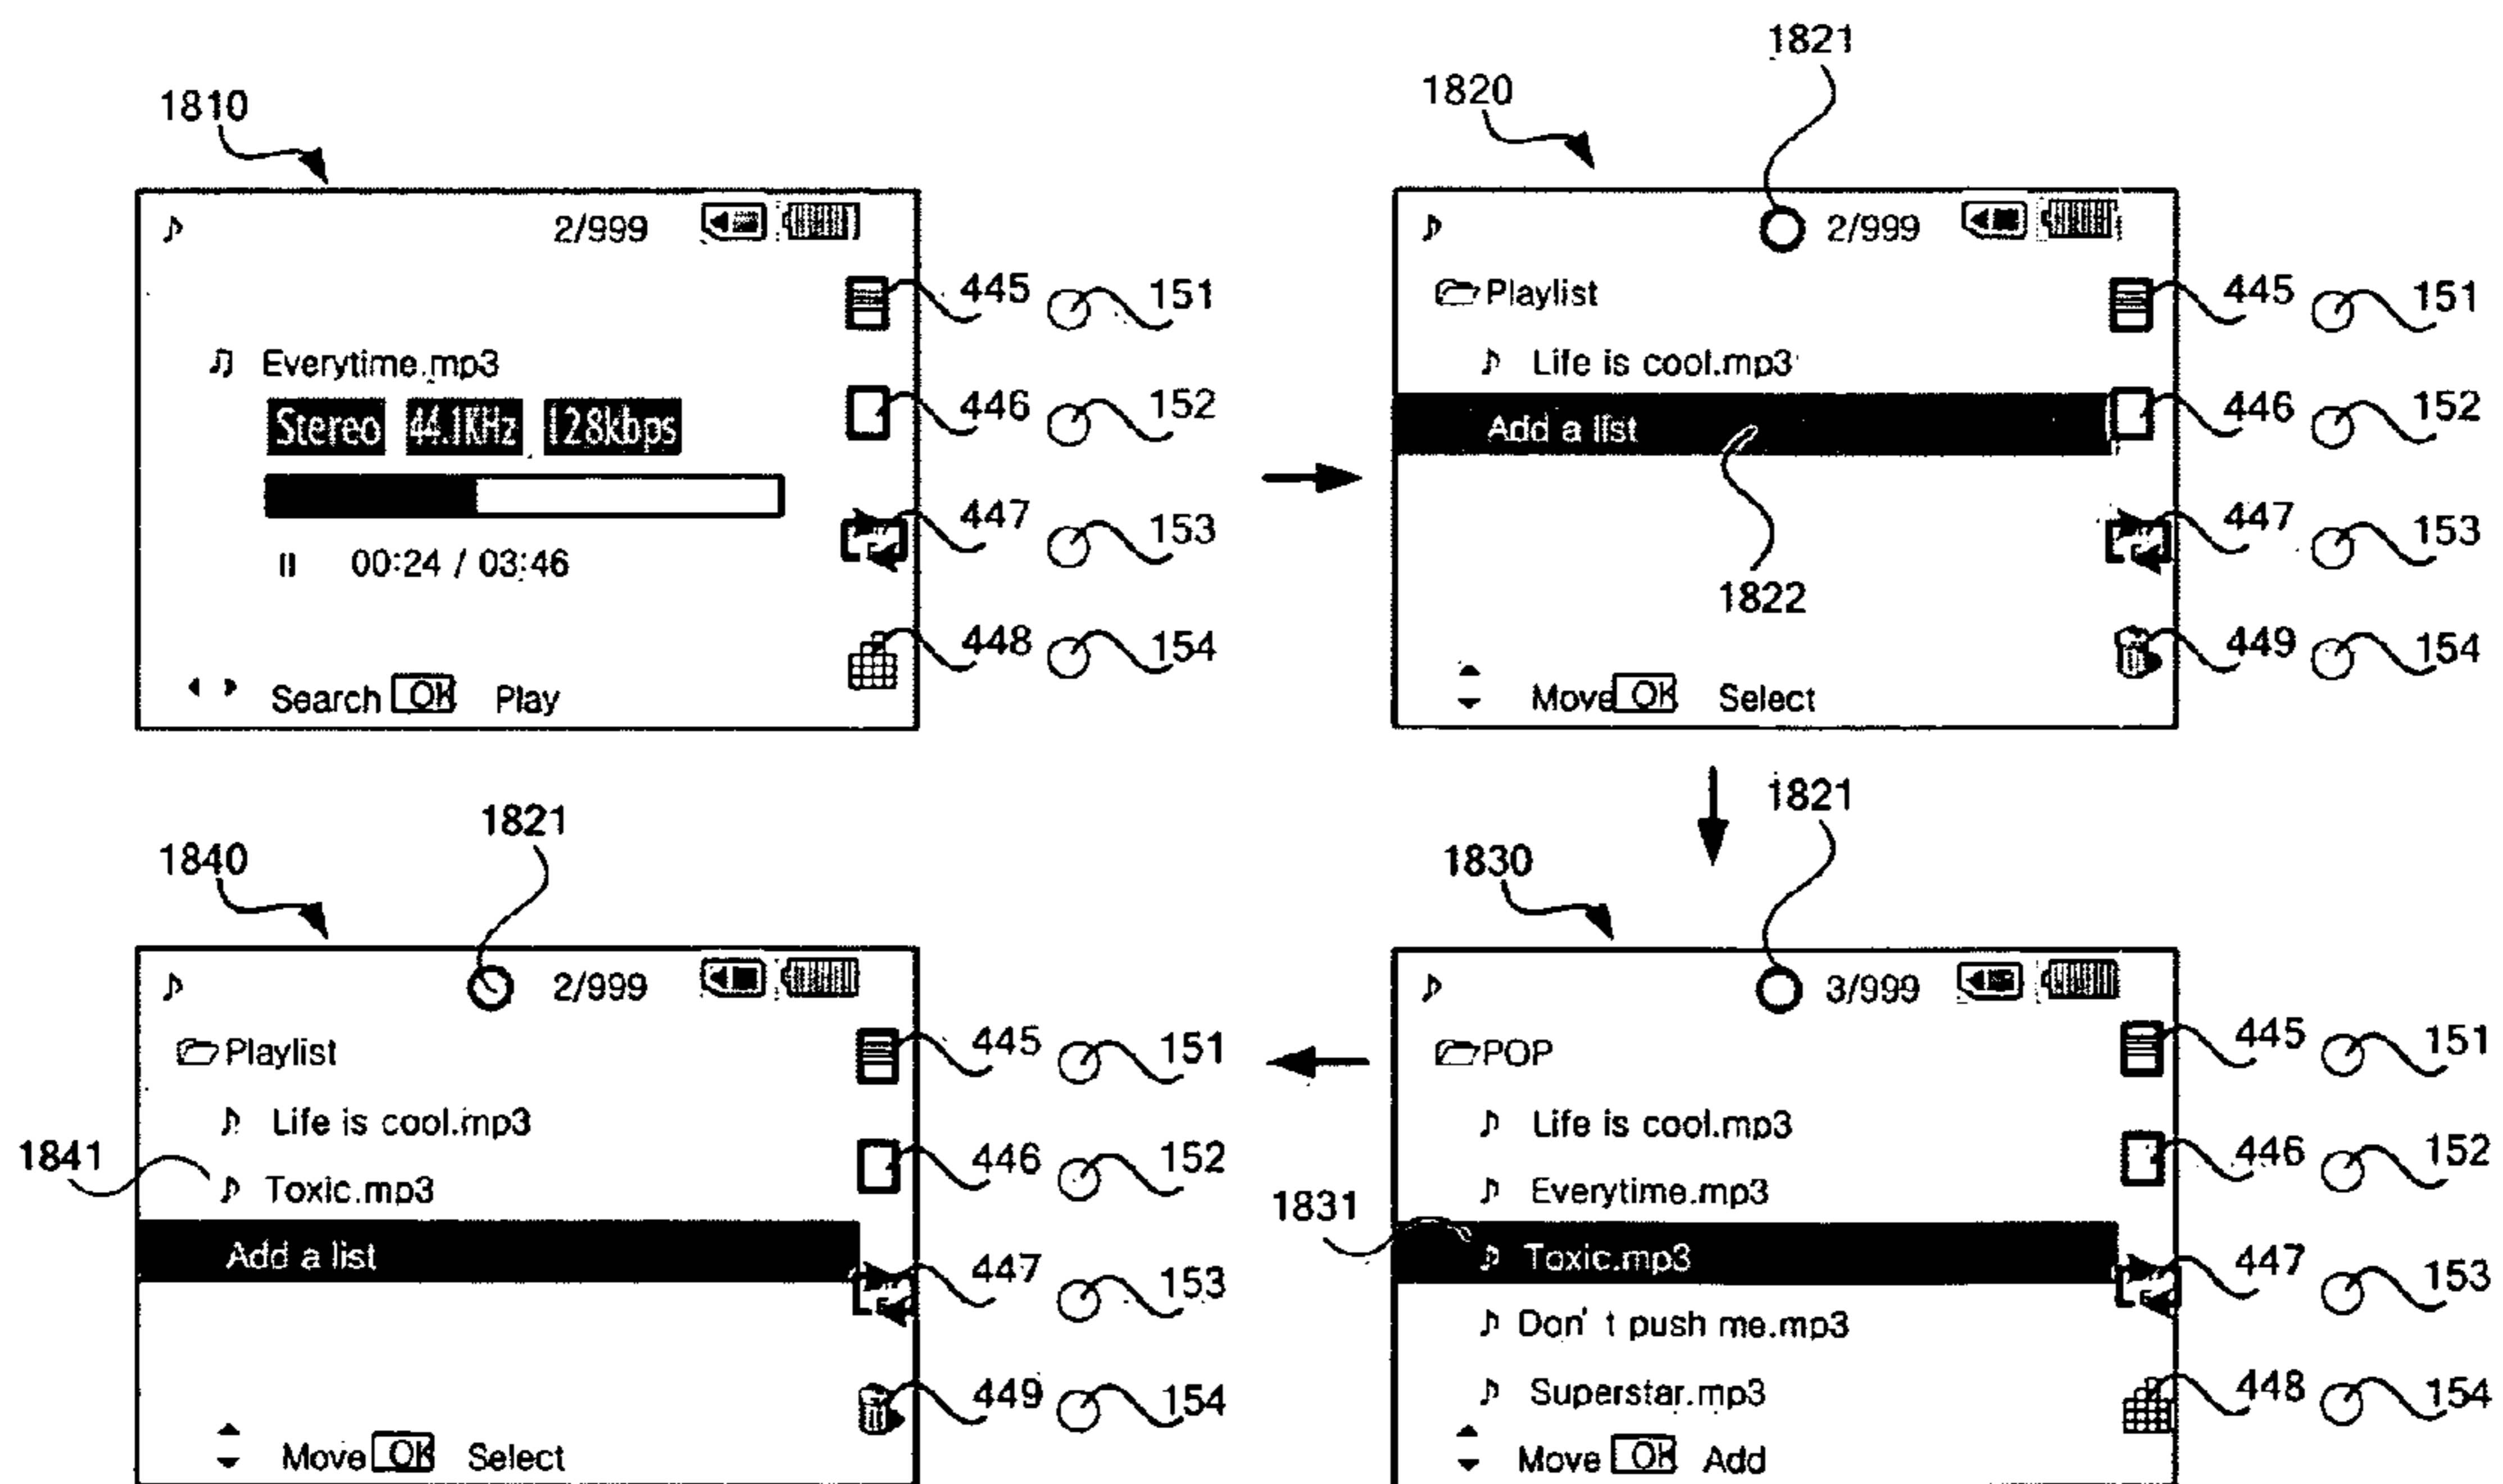 1810
2/999
445 151
Everytime.mp3
446 152
Stereo 44.1KHz 128kbps
447 153
00:24 / 03:46
448 154
Search OK Play
1821
1820
2/999
Playlist
445 151
Life is cool.mp3
446 152
Add a list
447 153
1822
449 154
Move OK Select
1821
1840
2/999
Playlist
445 151
Life is cool.mp3
446 152
1841
Toxic.mp3
Add a list
447 153
449 154
Move OK Select
1821
1830
3/999
POP
445 151
Life is cool.mp3
446 152
Everytime.mp3
1831
Toxic.mp3
447 153
Don't push me.mp3
Superstar.mp3
448 154
Move OK Add